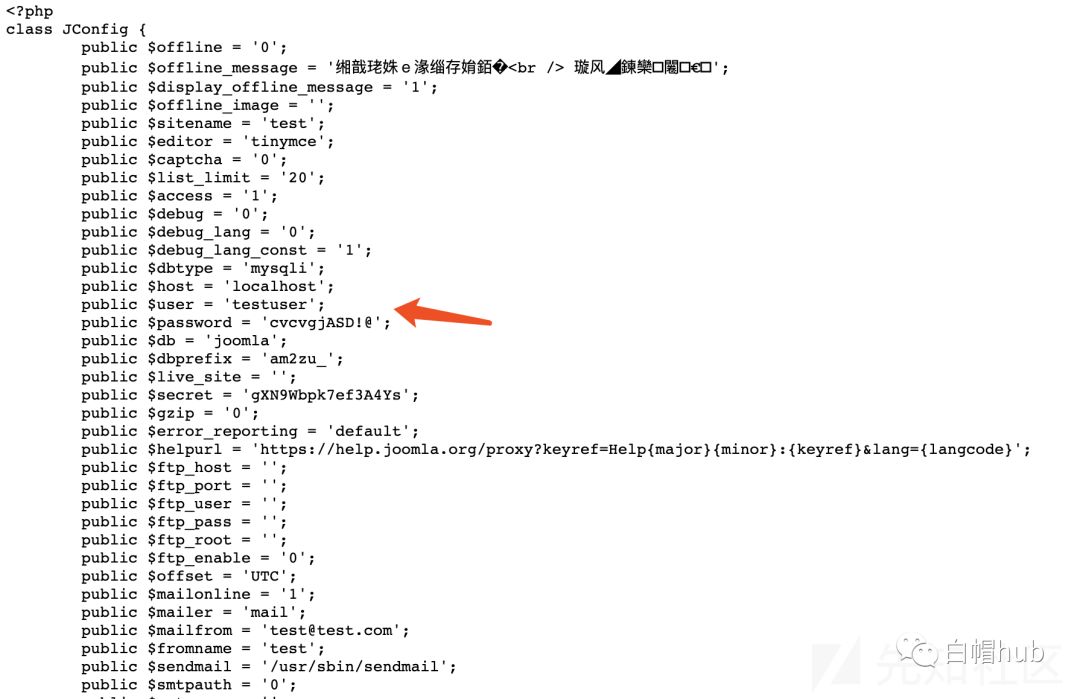 <?php
class JConfig {
public $offline = '0';
public $offline_message = '缃戠珯姝ｅ湪缁存姢銆�<br /> 璇风◢鍊欒闂€';
public $display_offline_message = '1';
public $offline_image = '';
public $sitename = 'test';
public $editor = 'tinymce';
public $captcha = '0';
public $list_limit = '20';
public $access = '1';
public $debug = '0';
public $debug_lang = '0';
public $debug_lang_const = '1';
public $dbtype = 'mysqli';
public $host = 'localhost';
public $user = 'testuser';
public $password = 'cvcvgjASD!@';
public $db = 'joomla';
public $dbprefix = 'am2zu_';
public $live_site = '';
public $secret = 'gXN9Wbpk7ef3A4Ys';
public $gzip = '0';
public $error_reporting = 'default';
public $helpurl = 'https://help.joomla.org/proxy?keyref=Help{major}{minor}:{keyref}&lang={langcode}';
public $ftp_host = '';
public $ftp_port = '';
public $ftp_user = '';
public $ftp_pass = '';
public $ftp_root = '';
public $ftp_enable = '0';
public $offset = 'UTC';
public $mailonline = '1';
public $mailer = 'mail';
public $mailfrom = 'test@test.com';
public $fromname = 'test';
public $sendmail = '/usr/sbin/sendmail';
public $smtpauth = '0';
先知社区
白帽hub